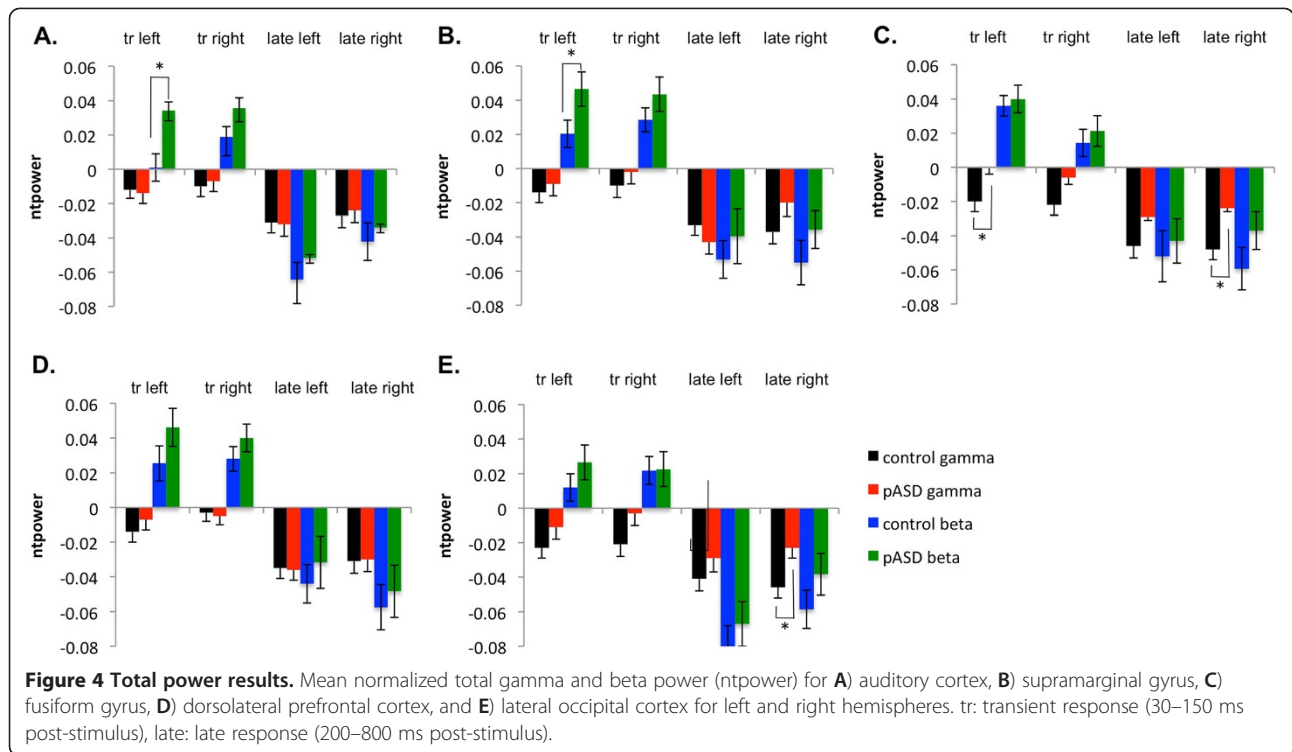 A.
tr left tr right late left late right
*
0.06
0.04
0.02
0
-0.02
-0.04
-0.06
-0.08
ntpower
B.
tr left tr right late left late right
*
0.06
0.04
0.02
0
-0.02
-0.04
-0.06
-0.08
ntpower
C.
tr left tr right late left late right
0.06
0.04
0.02
0
-0.02
-0.04
-0.06
-0.08
ntpower
*
*
D.
tr left tr right late left late right
0.06
0.04
0.02
0
-0.02
-0.04
-0.06
-0.08
ntpower
E.
tr left tr right late left late right
0.06
0.04
0.02
0
-0.02
-0.04
-0.06
-0.08
ntpower
*
control gamma
pASD gamma
control beta
pASD beta
Figure 4 Total power results. Mean normalized total gamma and beta power (ntpower) for A) auditory cortex, B) supramarginal gyrus, C)
fusiform gyrus, D) dorsolateral prefrontal cortex, and E) lateral occipital cortex for left and right hemispheres. tr: transient response (30–150 ms
post-stimulus), late: late response (200–800 ms post-stimulus).